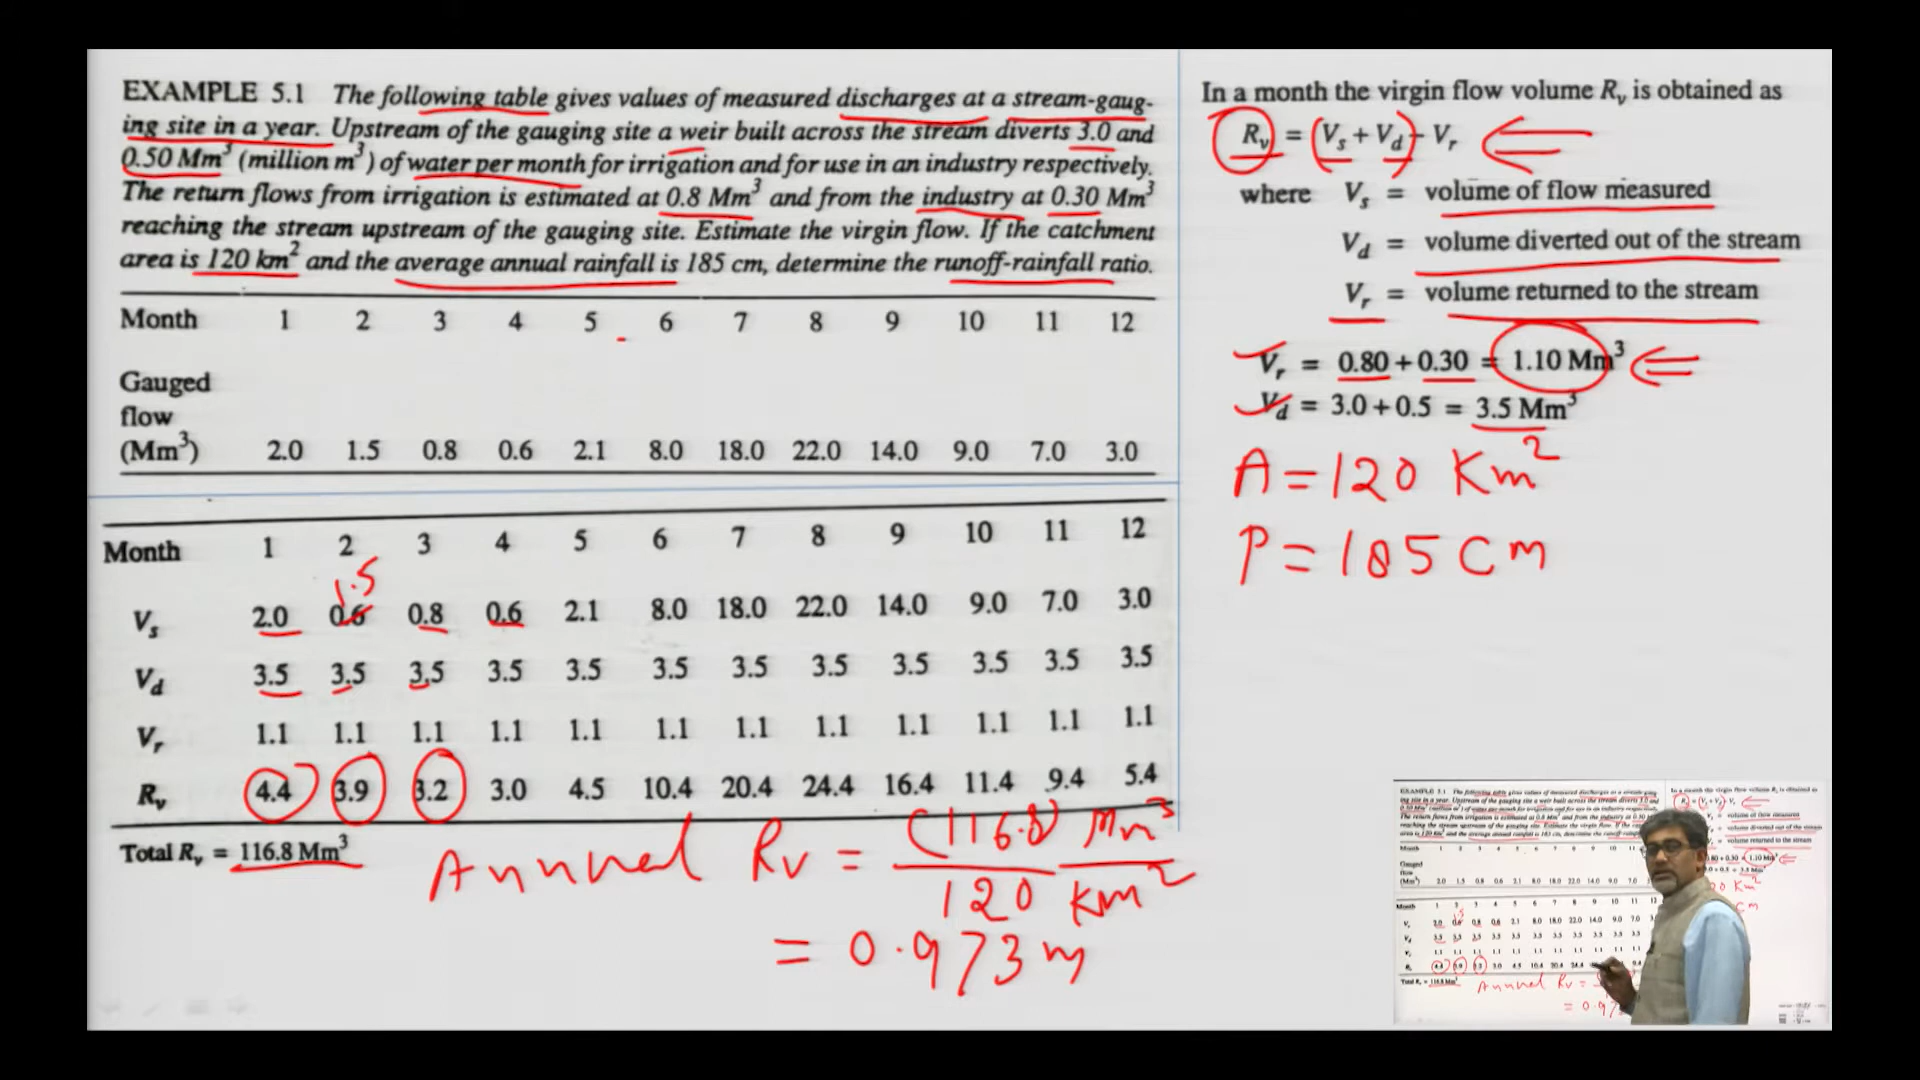 EXAMPLE 5.1 The following table gives values of measured discharges at a stream-gaug-
ing site in a year. Upstream of the gauging site a weir built across the stream diverts 3.0 and
0.50 Mm³ (million m³) of water per month for irrigation and for use in an industry respectively.
The return flows from irrigation is estimated at 0.8 Mm³ and from the industry at 0.30 Mm³
reaching the stream upstream of the gauging site. Estimate the virgin flow. If the catchment
area is 120 km² and the average annual rainfall is 185 cm, determine the runoff-rainfall ratio.
Month 1 2 3 4 5 6 7 8 9 10 11 12
Gauged
flow
(Mm³) 2.0 1.5 0.8 0.6 2.1 8.0 18.0 22.0 14.0 9.0 7.0 3.0
Month 1 2 3 4 5 6 7 8 9 10 11 12
1.5
Vs 2.0 0.6 0.8 0.6 2.1 8.0 18.0 22.0 14.0 9.0 7.0 3.0
Vd 3.5 3.5 3.5 3.5 3.5 3.5 3.5 3.5 3.5 3.5 3.5 3.5
Vr 1.1 1.1 1.1 1.1 1.1 1.1 1.1 1.1 1.1 1.1 1.1 1.1
Rv 4.4 3.9 3.2 3.0 4.5 10.4 20.4 24.4 16.4 11.4 9.4 5.4
Total Rv = 116.8 Mm³
Annual Rv = (116.8) Mm³
120 Km²
= 0.973 m
In a month the virgin flow volume Rv is obtained as
Rv = (Vs + Vd) - Vr
where Vs = volume of flow measured
Vd = volume diverted out of the stream
Vr = volume returned to the stream
Vr = 0.80 + 0.30 = 1.10 Mm³
Vd = 3.0 + 0.5 = 3.5 Mm³
A = 120 Km²
P = 185 Cm